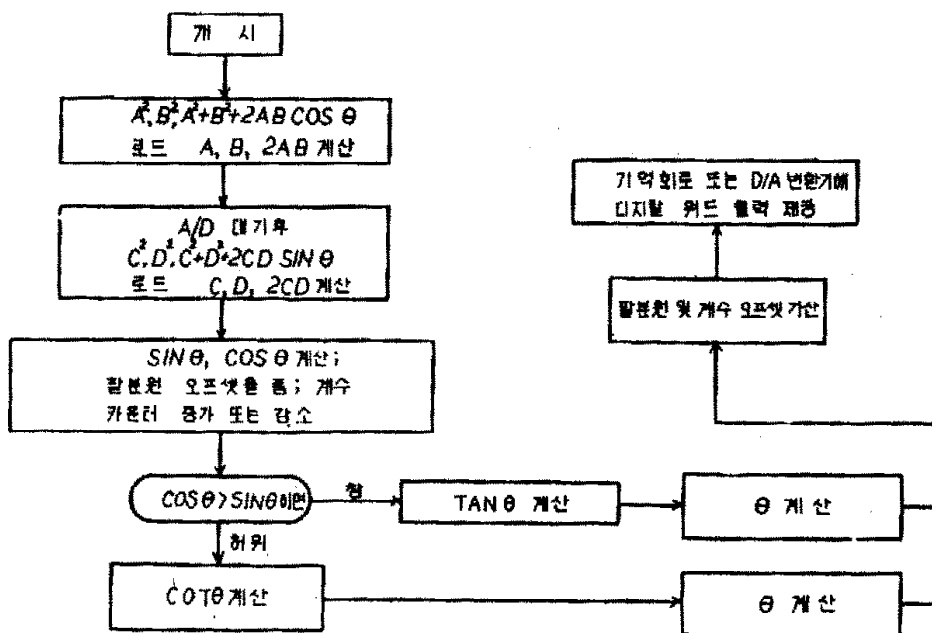 개 시
A², B², A²+B²+2AB COS θ
로드 A, B, 2AB 계산
A/D 대기후
C², D², C²+D²+2CD SIN θ
로드 C, D, 2CD 계산
SIN θ, COS θ 계산;
팔분원 오프셋을 줌; 계수
카운터 증가 또는 감소
COS θ > SIN θ 이면
참
허위
TAN θ 계산
θ 계산
COT θ 계산
θ 계산
팔분원 및 계수 오프셋 가산
기억회로 또는 D/A 변환기에
디지탈 워드 출력 제공